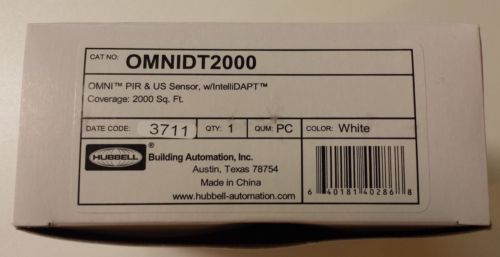 CAT NO: OMNIDT2000
OMNI™ PIR & US Sensor, w/IntelliDAPT™
Coverage: 2000 Sq. Ft.
DATE CODE: 3711 QTY: 1 QUM: PC COLOR: White
HUBBELL ® Building Automation, Inc.
Austin, Texas 78754
Made in China
www.hubbell-automation.com
6 40181 40286 8